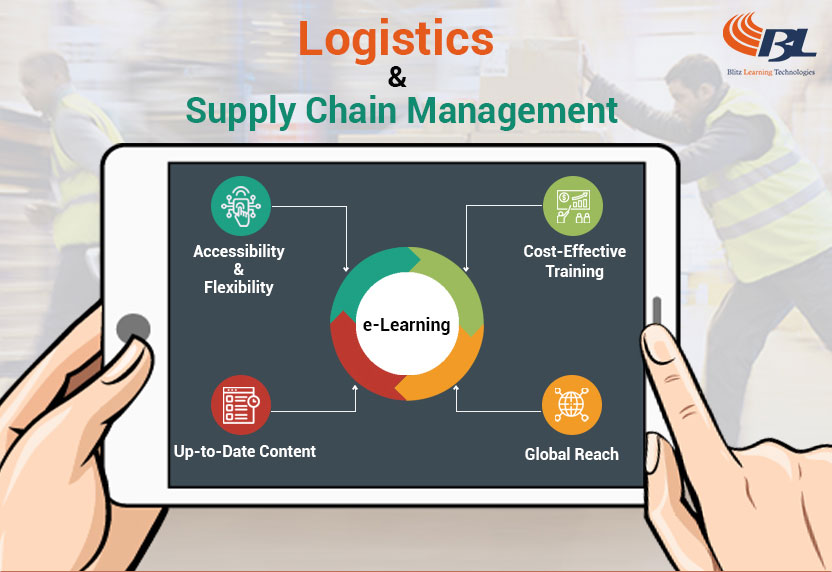 Logistics
&
Supply Chain Management
BL
Blitz Learning Technologies
Accessibility
&
Flexibility
Cost-Effective
Training
e-Learning
Up-to-Date Content
Global Reach